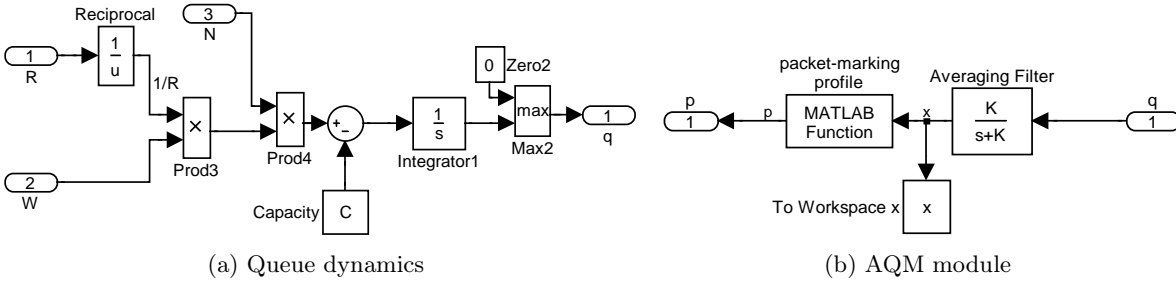 Reciprocal
1
u
1
R
1/R
3
N
2
W
×
Prod3
×
Prod4
+
−
Capacity
C
1
s
Integrator1
0
Zero2
max
Max2
1
q
(a) Queue dynamics
p
1
p
packet-marking
profile
MATLAB
Function
x
Averaging Filter
K
s+K
q
1
To Workspace x
x
(b) AQM module